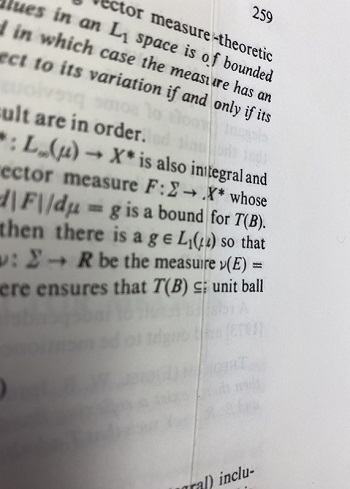 259
vector measure-theoretic
values in an L₁ space is of bounded
in which case the measure has an
ect to its variation if and only if its
sult are in order.
*: L∞(μ) → X* is also integral and
vector measure F: Σ → X* whose
d|F|/dμ = g is a bound for T(B).
then there is a g ∈ L₁(μ) so that
ν: Σ → R be the measure ν(E) =
ere ensures that T(B) ⊆ unit ball
)
ral) inclu-